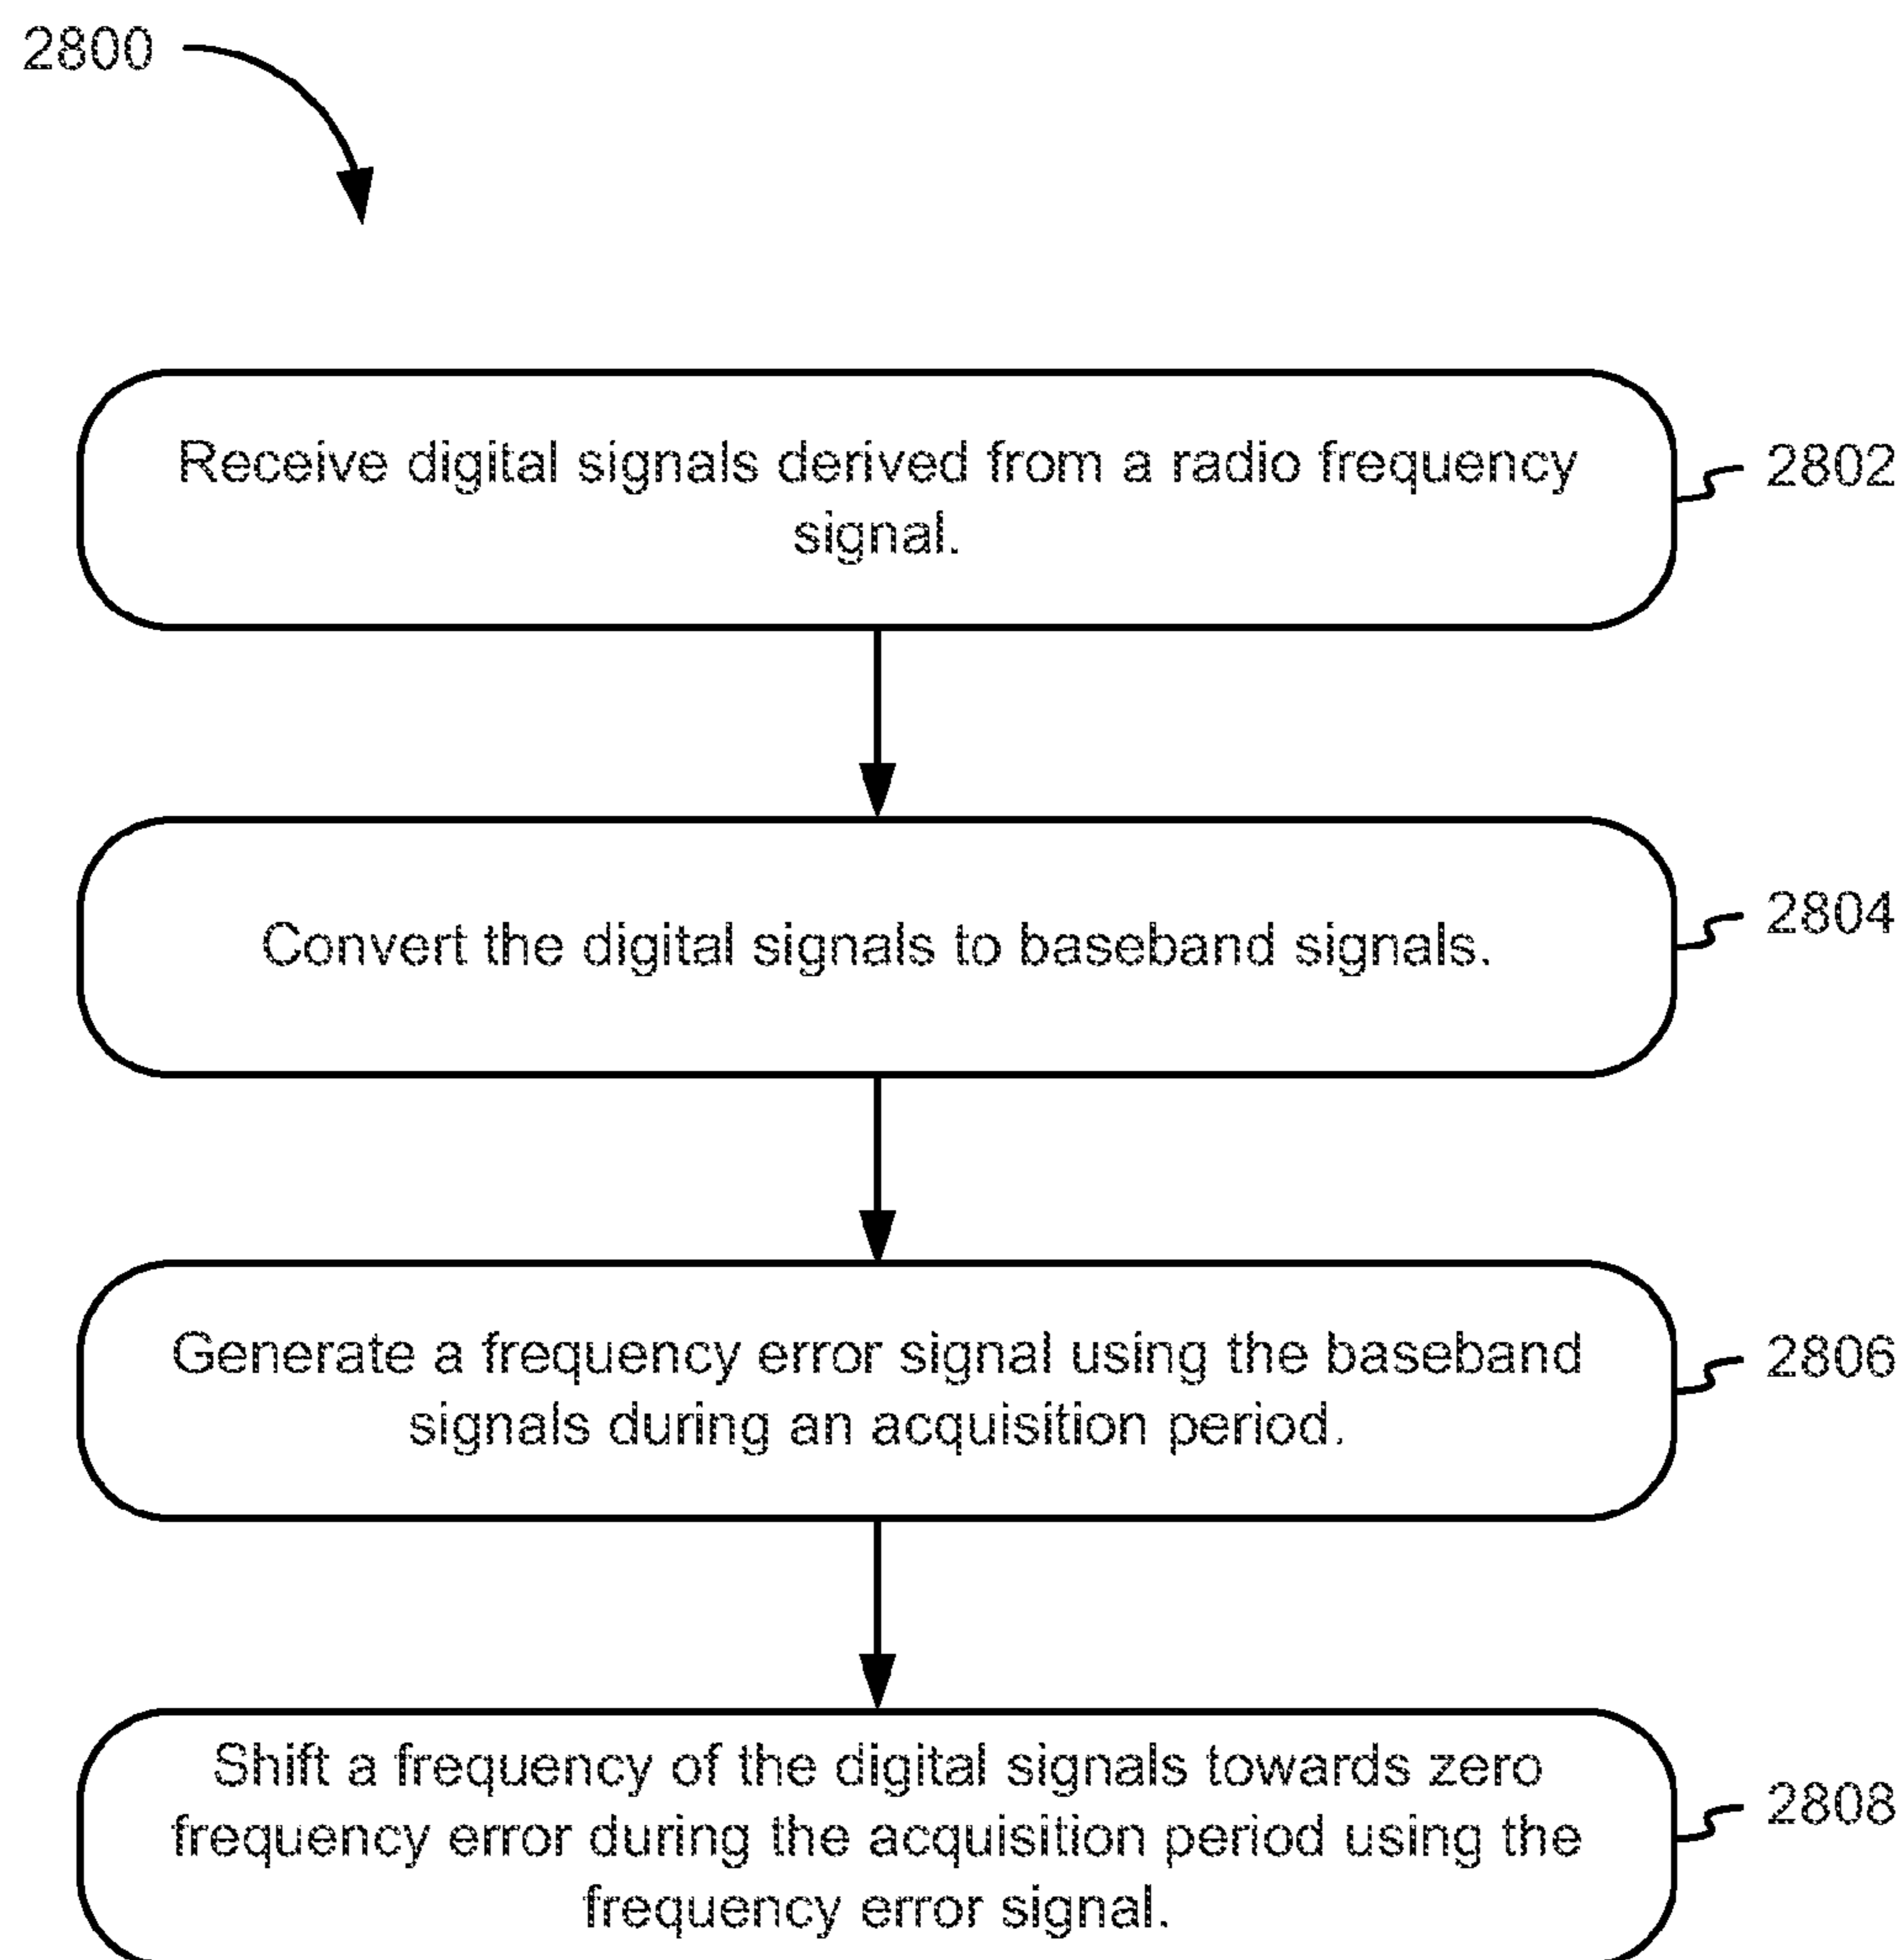 2800
Receive digital signals derived from a radio frequency
signal.
2802
Convert the digital signals to baseband signals.
2804
Generate a frequency error signal using the baseband
signals during an acquisition period.
2806
Shift a frequency of the digital signals towards zero
frequency error during the acquisition period using the
frequency error signal.
2808